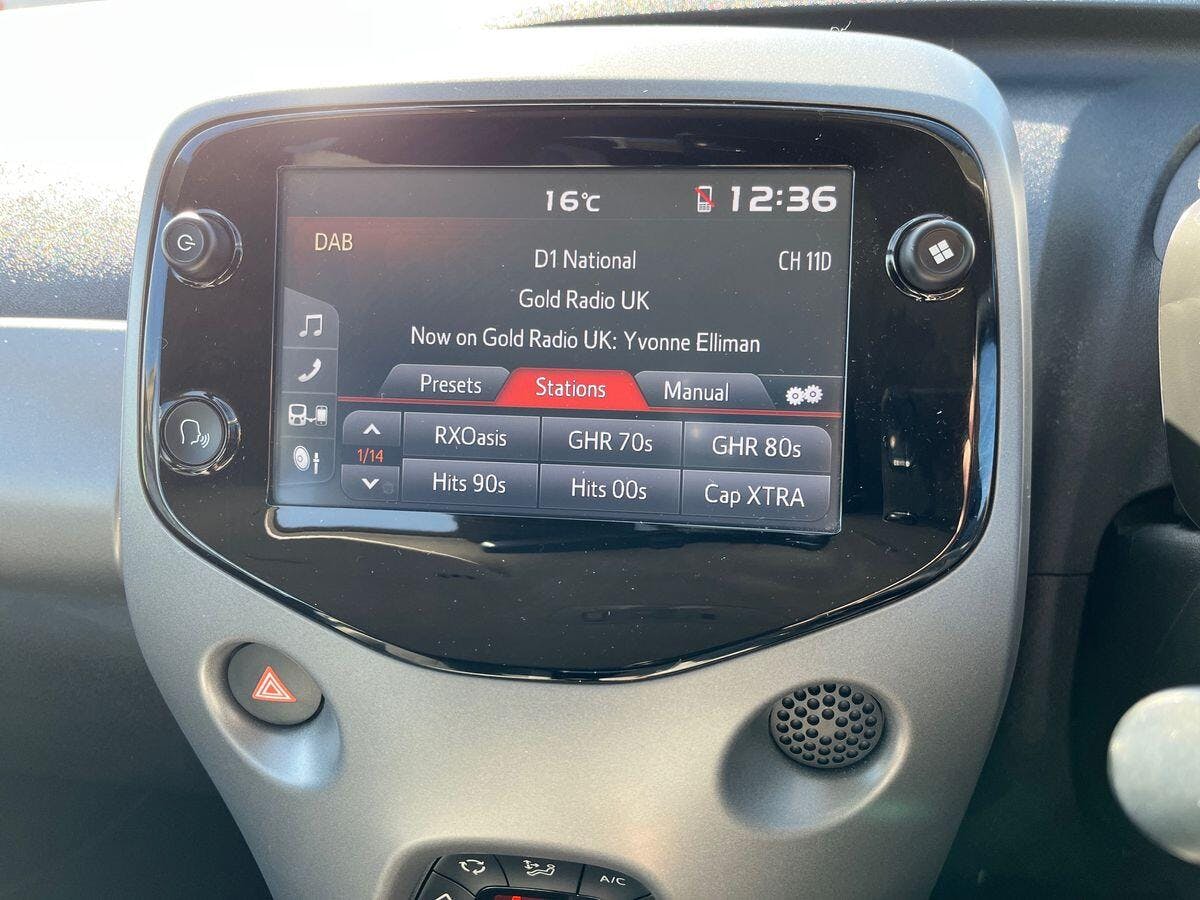 16°C 12:36
DAB
D1 National CH 11D
Gold Radio UK
Now on Gold Radio UK: Yvonne Elliman
Presets Stations Manual
RXOasis GHR 70s GHR 80s
1/14
Hits 90s Hits 00s Cap XTRA
A/C